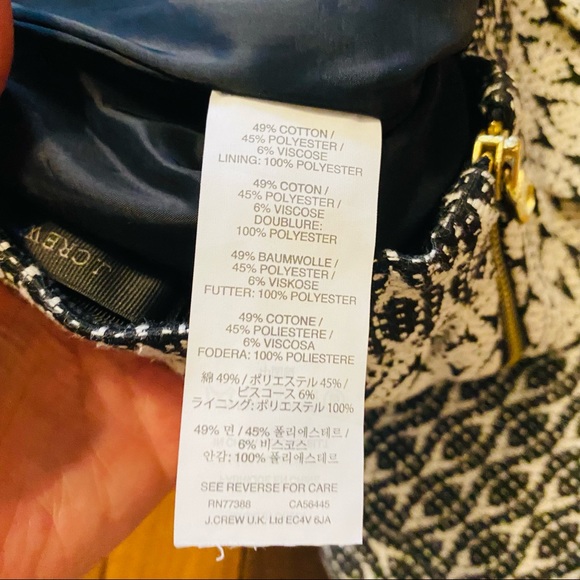 J.CREW
49% COTTON /
45% POLYESTER /
6% VISCOSE
LINING: 100% POLYESTER
49% COTON /
45% POLYESTER /
6% VISCOSE
DOUBLURE:
100% POLYESTER
49% BAUMWOLLE /
45% POLYESTER /
6% VISKOSE
FUTTER: 100% POLYESTER
49% COTONE /
45% POLIESTERE /
6% VISCOSA
FODERA: 100% POLIESTERE
綿 49% / ポリエステル 45% /
ビスコース 6%
ライニング: ポリエステル 100%
49% 면 / 45% 폴리에스테르 /
6% 비스코스
안감: 100% 폴리에스테르
SEE REVERSE FOR CARE
RN77388 CA56445
J.CREW U.K. Ltd EC4V 6JA